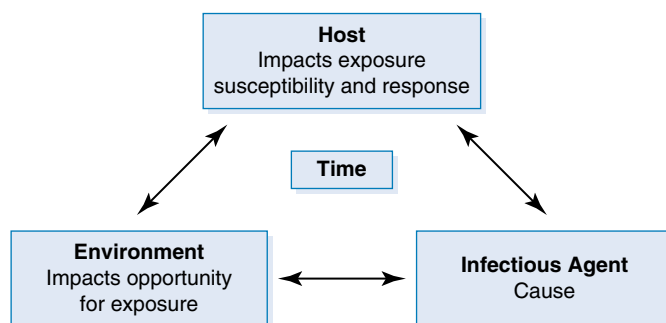 Host
Impacts exposure
susceptibility and response
Time
Environment
Impacts opportunity
for exposure
Infectious Agent
Cause